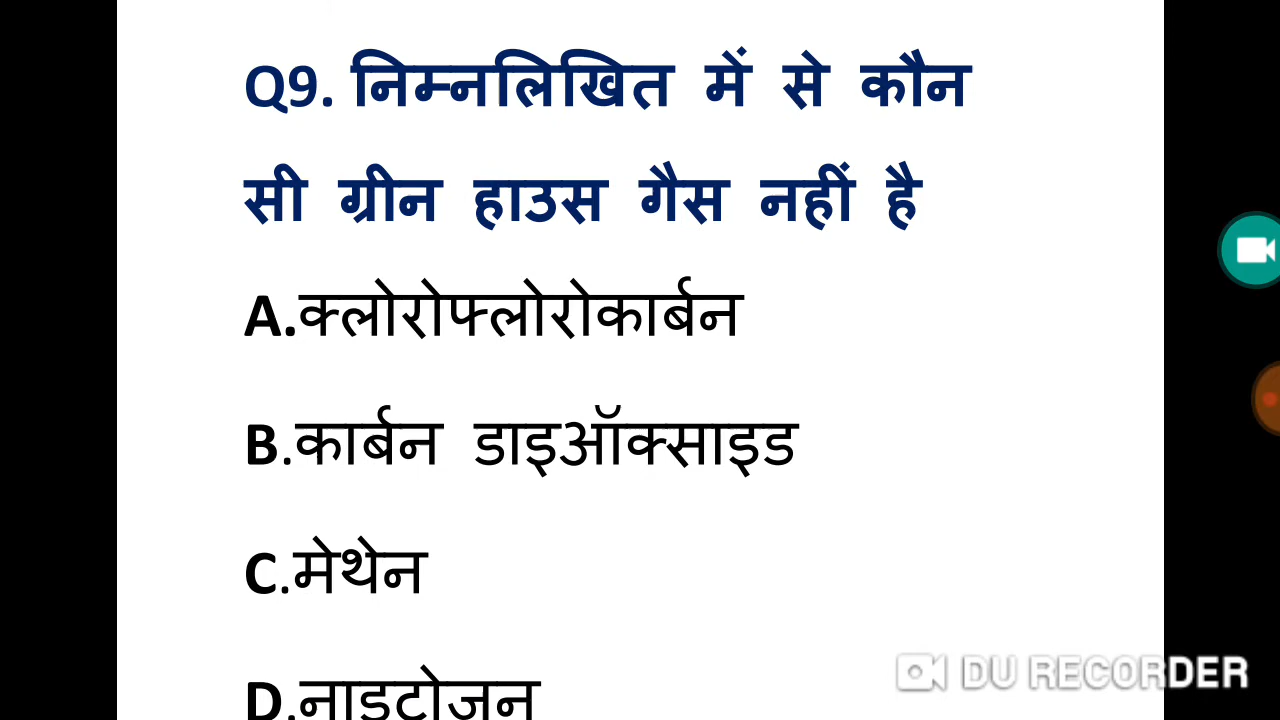 Q9. निम्नलिखित में से कौन
सी ग्रीन हाउस गैस नहीं है
A.क्लोरोफ्लोरोकार्बन
B.कार्बन डाइऑक्साइड
C.मेथेन
D.नाइट्रोजन
DU RECORDER